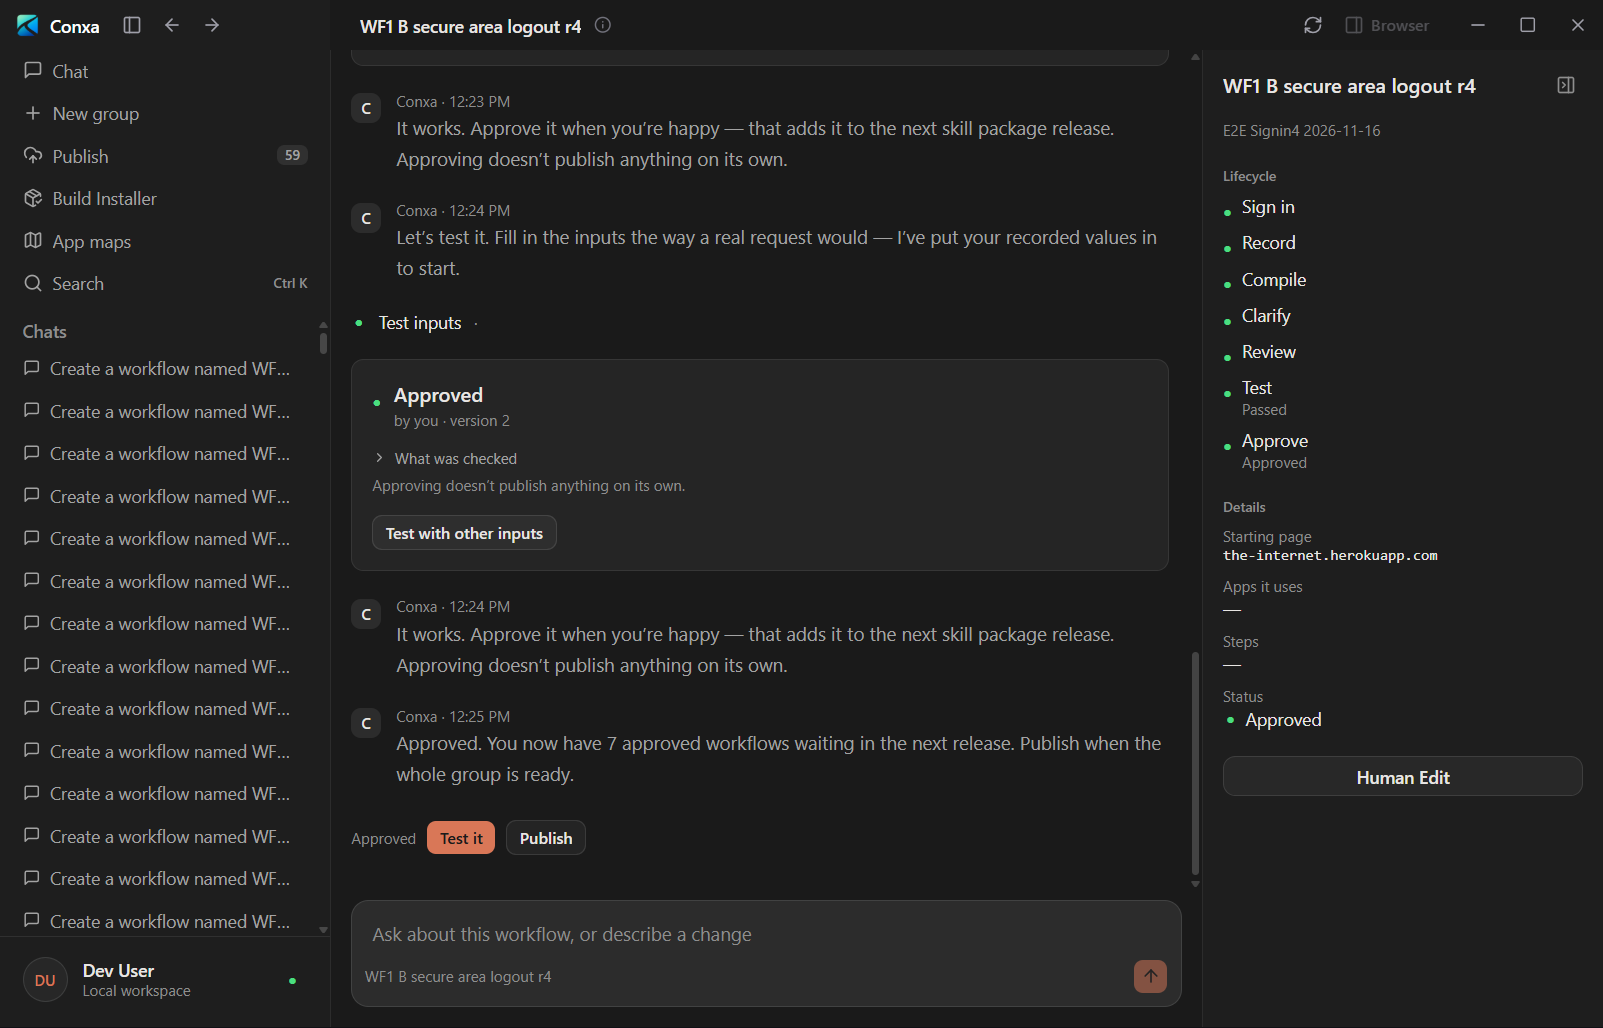 Conxa
Chat
New group
Publish 59
Build Installer
App maps
Search Ctrl K
Chats
Create a workflow named WF...
Create a workflow named WF...
Create a workflow named WF...
Create a workflow named WF...
Create a workflow named WF...
Create a workflow named WF...
Create a workflow named WF...
Create a workflow named WF...
Create a workflow named WF...
Create a workflow named WF...
Create a workflow named WF...
Create a workflow named WF...
Create a workflow named WF...
Create a workflow named WF...
DU
Dev User
Local workspace
WF1 B secure area logout r4
Browser
C
Conxa · 12:23 PM
It works. Approve it when you’re happy — that adds it to the next skill package release.
Approving doesn’t publish anything on its own.
C
Conxa · 12:24 PM
Let’s test it. Fill in the inputs the way a real request would — I’ve put your recorded values in
to start.
Test inputs ·
Approved
by you · version 2
What was checked
Approving doesn’t publish anything on its own.
Test with other inputs
C
Conxa · 12:24 PM
It works. Approve it when you’re happy — that adds it to the next skill package release.
Approving doesn’t publish anything on its own.
C
Conxa · 12:25 PM
Approved. You now have 7 approved workflows waiting in the next release. Publish when the
whole group is ready.
Approved Test it Publish
Ask about this workflow, or describe a change
WF1 B secure area logout r4
WF1 B secure area logout r4
E2E Signin4 2026-11-16
Lifecycle
Sign in
Record
Compile
Clarify
Review
Test
Passed
Approve
Approved
Details
Starting page
the-internet.herokuapp.com
Apps it uses
—
Steps
—
Status
Approved
Human Edit